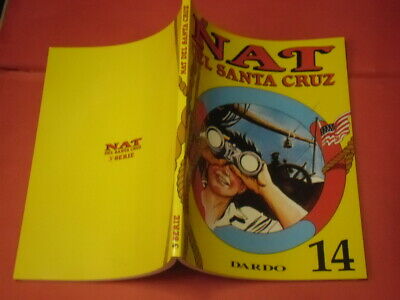 NAT
DEL SANTA CRUZ
3ª SERIE
NAT DEL SANTA CRUZ
3ª SERIE
NAT
DEL SANTA CRUZ
DARDO
14